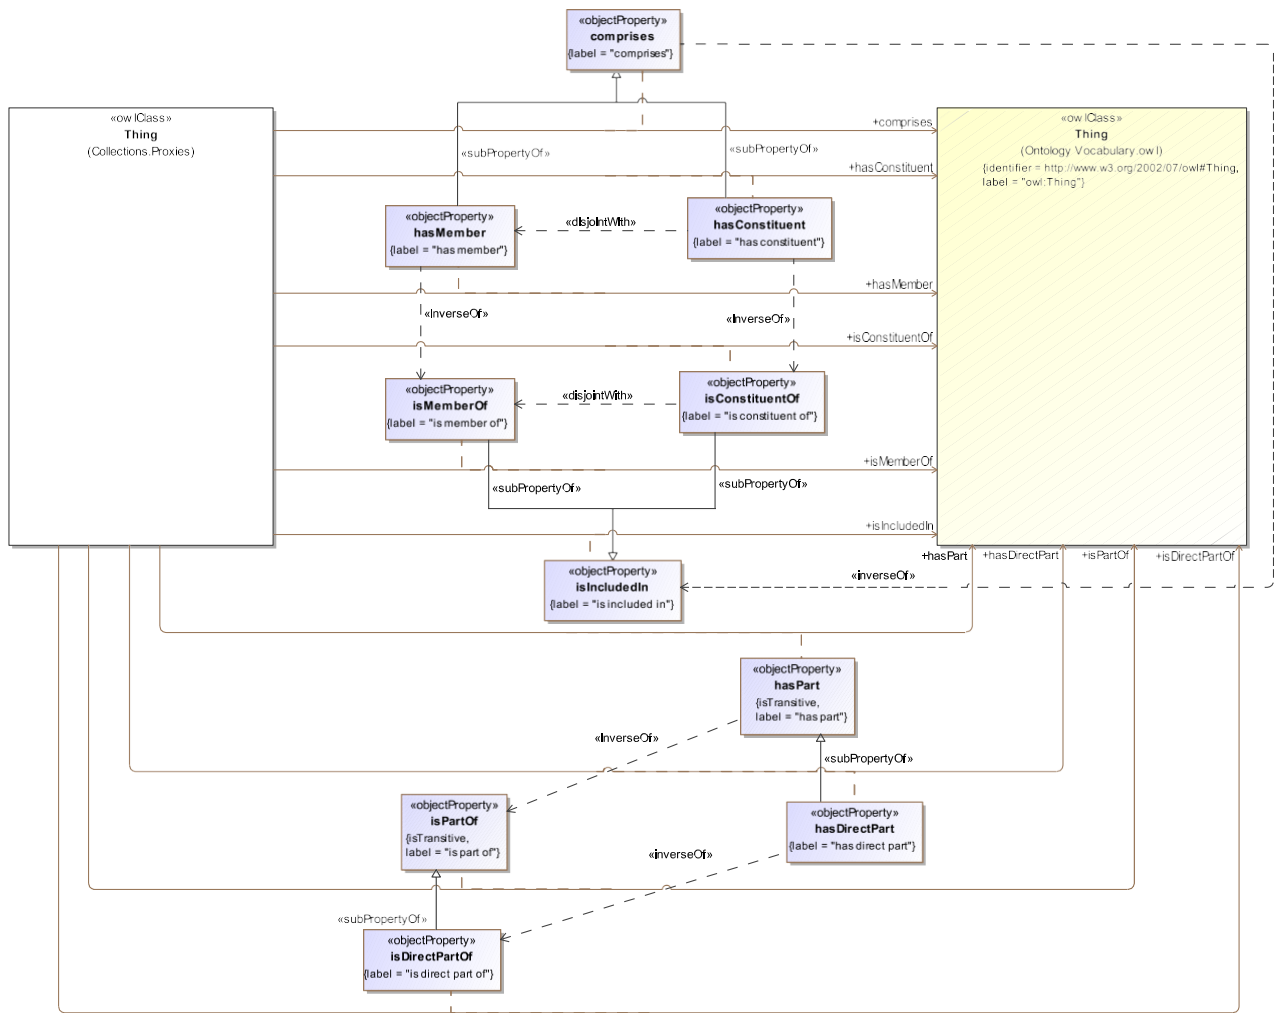 «objectProperty»
comprises
{label = "comprises"}
«owlClass»
Thing
(Collections.Proxies)
«owlClass»
Thing
(Ontology.Vocabulary.owl)
{identifier = http://www.w3.org/2002/07/owl#Thing,
label = "owl:Thing"}
+comprises
«subPropertyOf»
«subPropertyOf»
+hasConstituent
«objectProperty»
hasMember
{label = "has member"}
«disjointWith»
«objectProperty»
hasConstituent
{label = "has constituent"}
+hasMember
«inverseOf»
«inverseOf»
+isConstituentOf
«objectProperty»
isMemberOf
{label = "is member of"}
«disjointWith»
«objectProperty»
isConstituentOf
{label = "is constituent of"}
+isMemberOf
«subPropertyOf»
«subPropertyOf»
+isIncludedIn
+hasPart
+hasDirectPart
+isPartOf
+isDirectPartOf
«objectProperty»
isIncludedIn
{label = "is included in"}
«inverseOf»
«objectProperty»
hasPart
{isTransitive,
label = "has part"}
«inverseOf»
«subPropertyOf»
«objectProperty»
isPartOf
{isTransitive,
label = "is part of"}
«objectProperty»
hasDirectPart
{label = "has direct part"}
«inverseOf»
«subPropertyOf»
«objectProperty»
isDirectPartOf
{label = "is direct part of"}